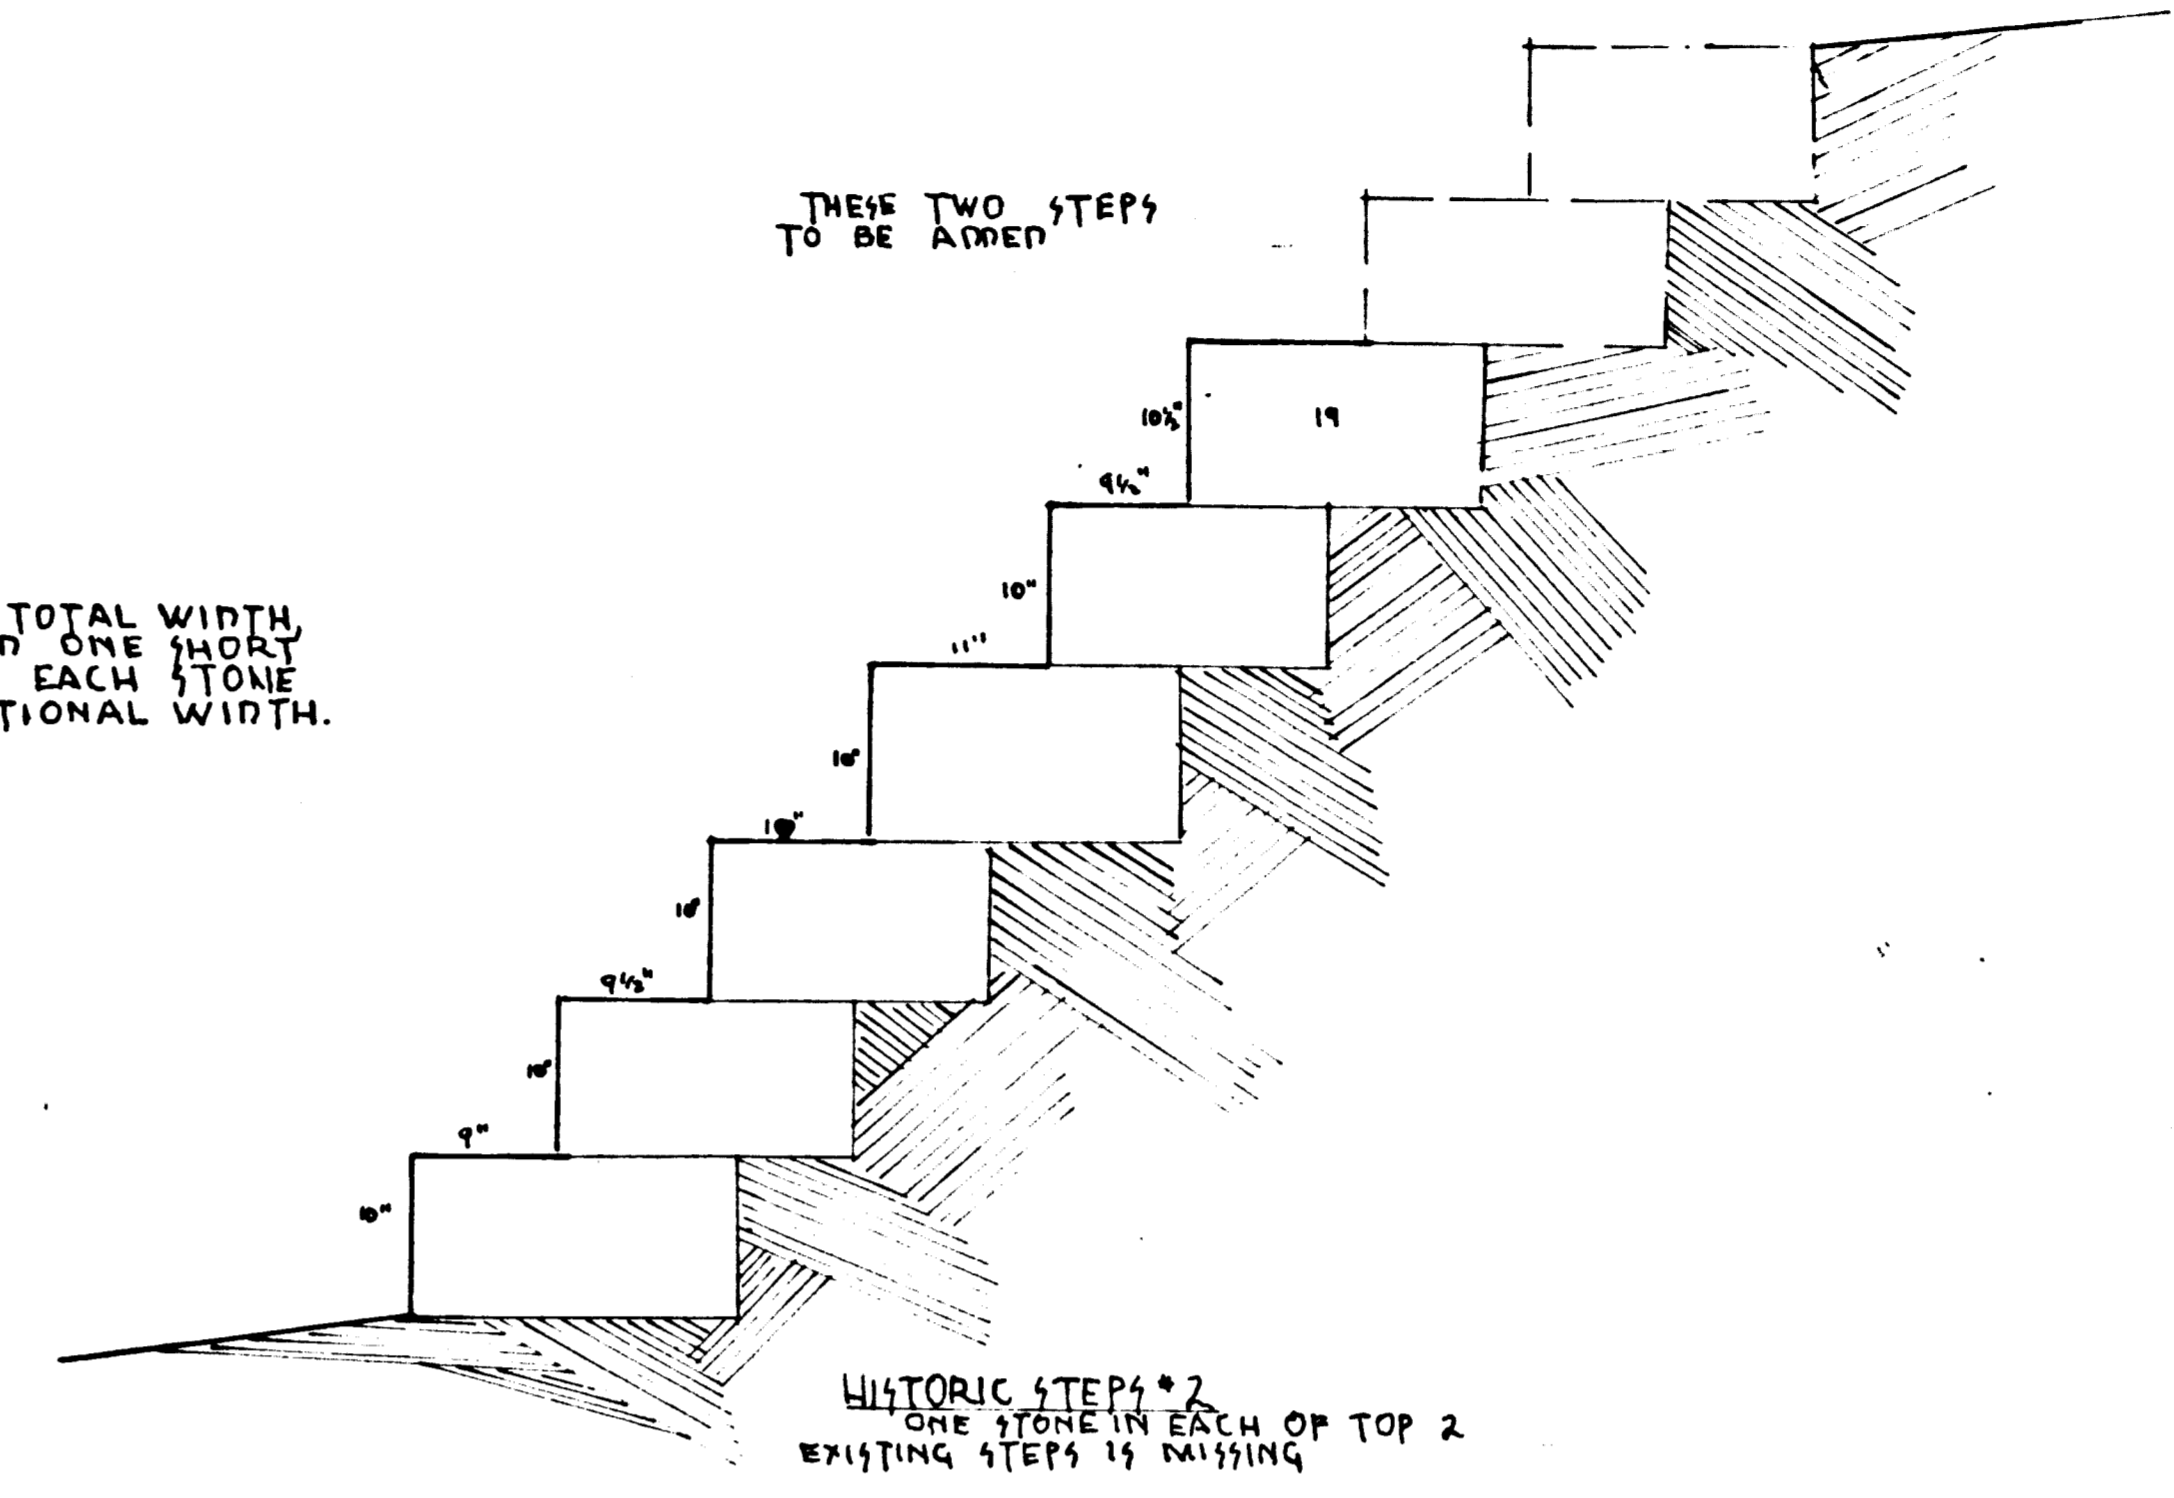 THESE TWO STEPS
TO BE ADDED
10½"
19
9½"
10"
11"
TOTAL WIDTH,
ONE SHORT
EACH STONE
TIONAL WIDTH.
10"
10"
10"
9½"
10"
9"
10"
HISTORIC STEPS #2
ONE STONE IN EACH OF TOP 2
EXISTING STEPS IS MISSING